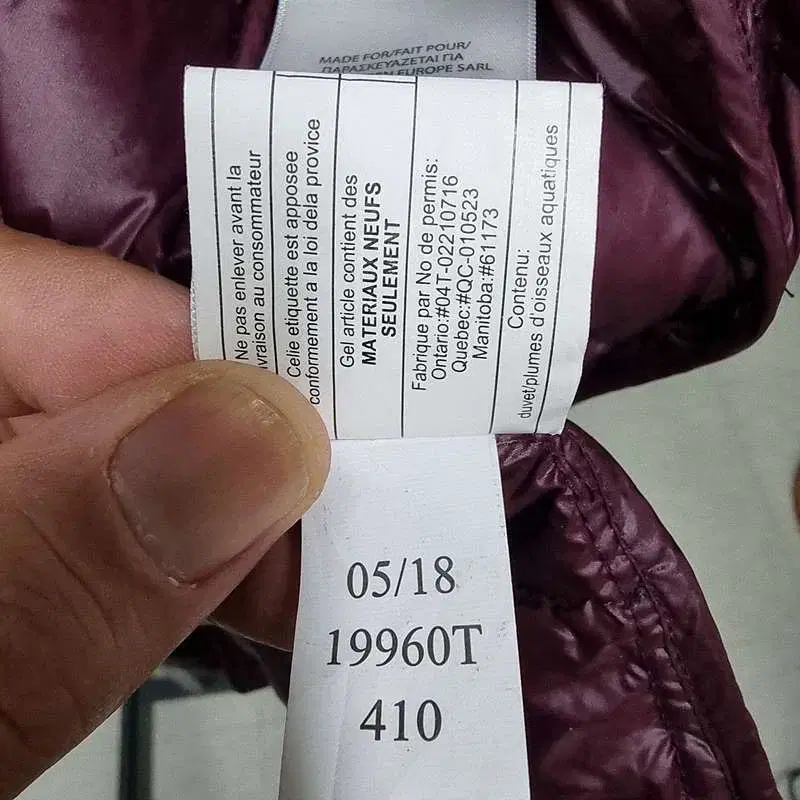 MADE FOR/FAIT POUR/
ΠΑΡΑΣΚΕΥΑΖΕΤΑΙ ΓΙΑ
EUROPE SARL
Ne pas enlever avant la
vraison au consommateur
Celie etiquette est apposee
conformement a la loi dela provice
Gel article contient des
MATERIAUX NEUFS
SEULEMENT
Fabrique par No de permis:
Ontario:#04T-02210716
Quebec:#QC-010523
Manitoba:#61173
Contenu:
duvet/plumes d'oisseaux aquatiques
05/18
19960T
410